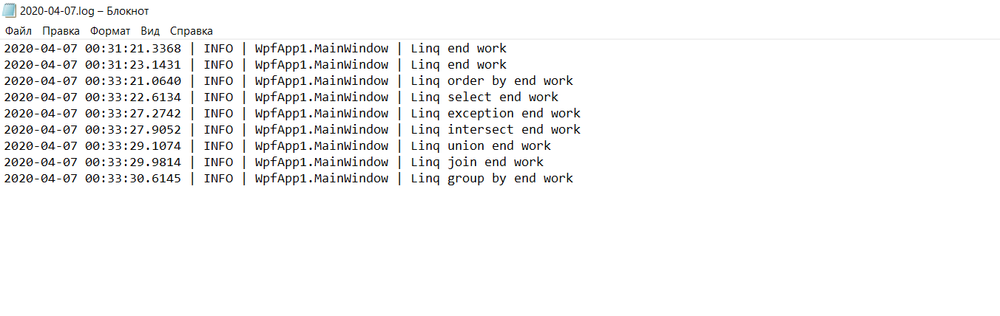 2020-04-07.log – Блокнот
Файл Правка Формат Вид Справка
2020-04-07 00:31:21.3368 | INFO | WpfApp1.MainWindow | Linq end work
2020-04-07 00:31:23.1431 | INFO | WpfApp1.MainWindow | Linq end work
2020-04-07 00:33:21.0640 | INFO | WpfApp1.MainWindow | Linq order by end work
2020-04-07 00:33:22.6134 | INFO | WpfApp1.MainWindow | Linq select end work
2020-04-07 00:33:27.2742 | INFO | WpfApp1.MainWindow | Linq exception end work
2020-04-07 00:33:27.9052 | INFO | WpfApp1.MainWindow | Linq intersect end work
2020-04-07 00:33:29.1074 | INFO | WpfApp1.MainWindow | Linq union end work
2020-04-07 00:33:29.9814 | INFO | WpfApp1.MainWindow | Linq join end work
2020-04-07 00:33:30.6145 | INFO | WpfApp1.MainWindow | Linq group by end work